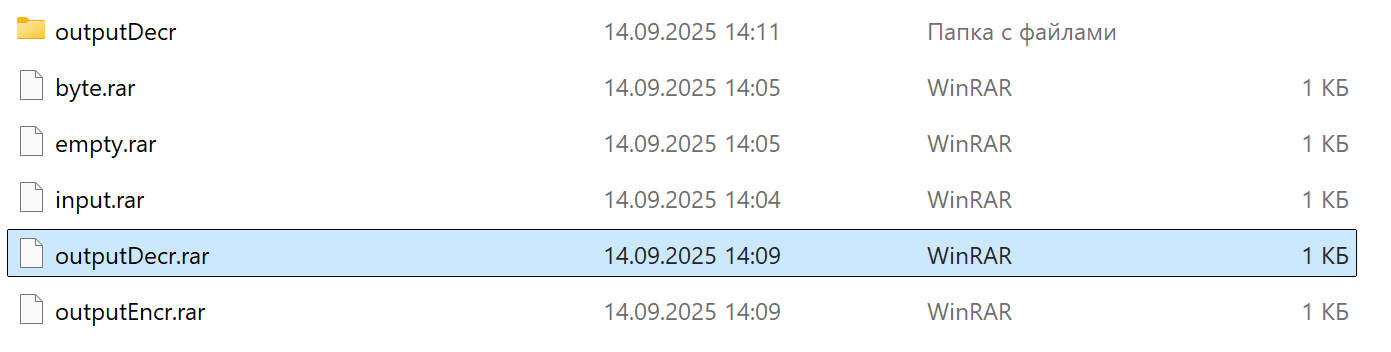 outputDecr 14.09.2025 14:11 Папка с файлами
byte.rar 14.09.2025 14:05 WinRAR 1 КБ
empty.rar 14.09.2025 14:05 WinRAR 1 КБ
input.rar 14.09.2025 14:04 WinRAR 1 КБ
outputDecr.rar 14.09.2025 14:09 WinRAR 1 КБ
outputEncr.rar 14.09.2025 14:09 WinRAR 1 КБ